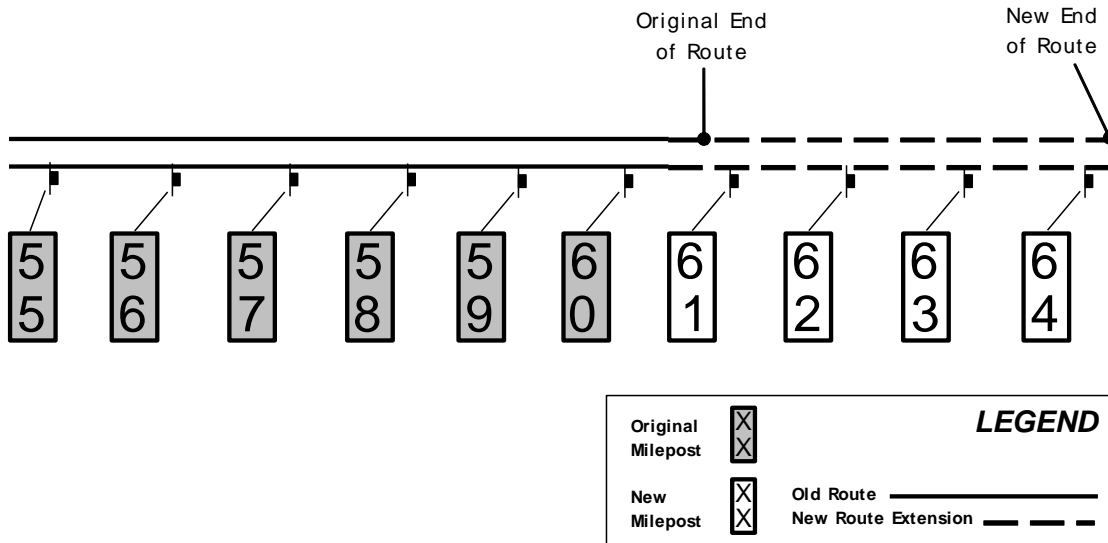 Original End
of Route
New End
of Route
5
5
5
6
5
7
5
8
5
9
6
0
6
1
6
2
6
3
6
4
LEGEND
Original
Milepost
X
X
New
Milepost
X
X
Old Route
New Route Extension